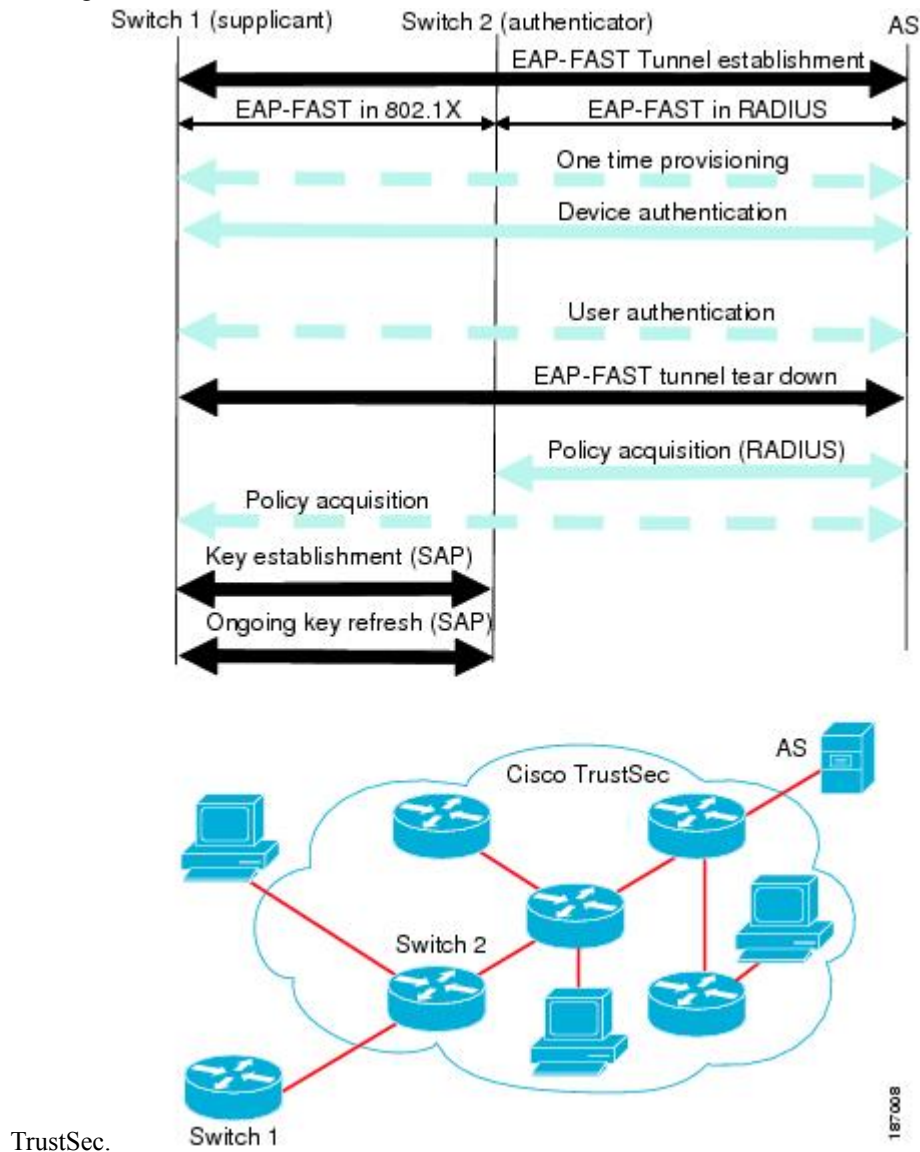 Switch 1 (supplicant) Switch 2 (authenticator) AS
EAP-FAST Tunnel establishment
EAP-FAST in 802.1X EAP-FAST in RADIUS
One time provisioning
Device authentication
User authentication
EAP-FAST tunnel tear down
Policy acquisition (RADIUS)
Policy acquisition
Key establishment (SAP)
Ongoing key refresh (SAP)
AS
Cisco TrustSec
Switch 2
Switch 1
187008
TrustSec.